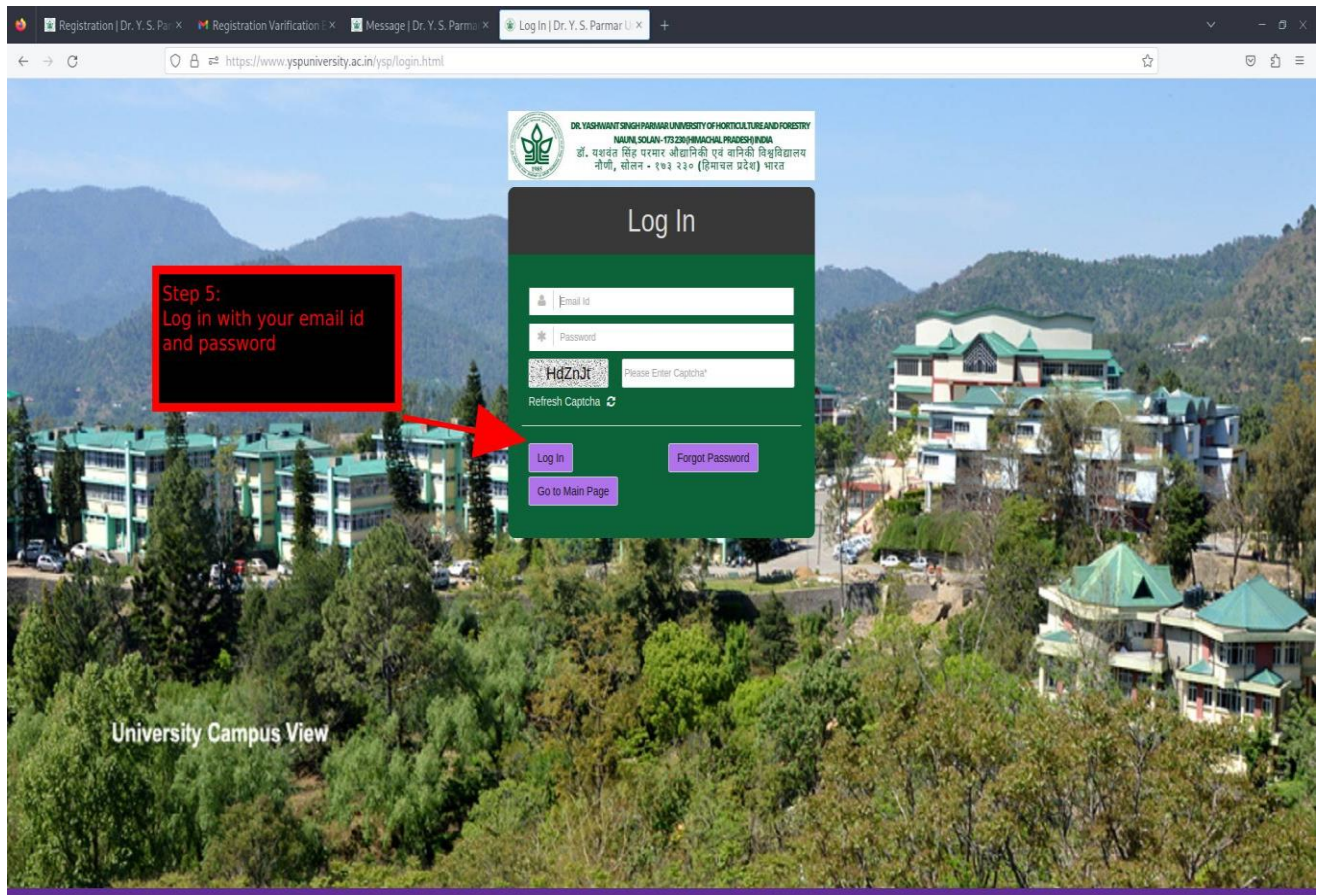 Registration | Dr. Y. S. Par
Registration Varification E
Message | Dr. Y. S. Parmar
Log In | Dr. Y. S. Parmar U
https://www.yspuniversity.ac.in/ysp/login.html
DR. YASHWANT SINGH PARMAR UNIVERSITY OF HORTICULTURE AND FORESTRY
NAUNI, SOLAN - 173 230 (HIMACHAL PRADESH) INDIA
डॉ. यशवंत सिंह परमार औद्यानिकी एवं वानिकी विश्वविद्यालय
नौणी, सोलन - १७३ २३० (हिमाचल प्रदेश) भारत
Log In
Step 5:
Log in with your email id
and password
Email Id
Password
HdZnJt
Please Enter Captcha*
Refresh Captcha
Log In
Forgot Password
Go to Main Page
University Campus View